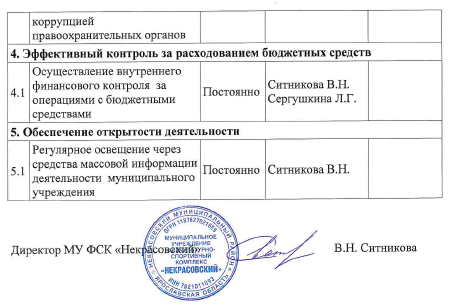 коррупцией
правоохранительных органов
4. Эффективный контроль за расходованием бюджетных средств
4.1 Осуществление внутреннего финансового контроля за операциями с бюджетными средствами Постоянно Ситникова В.Н. Сергушкина Л.Г.
5. Обеспечение открытости деятельности
5.1 Регулярное освещение через средства массовой информации деятельности муниципального учреждения Постоянно Ситникова В.Н.
Директор МУ ФСК «Некрасовский» В.Н. Ситникова
МУНИЦИПАЛЬНОЕ
УЧРЕЖДЕНИЕ
СПОРТИВНЫЙ
КОМПЛЕКС
"НЕКРАСОВСКИЙ"